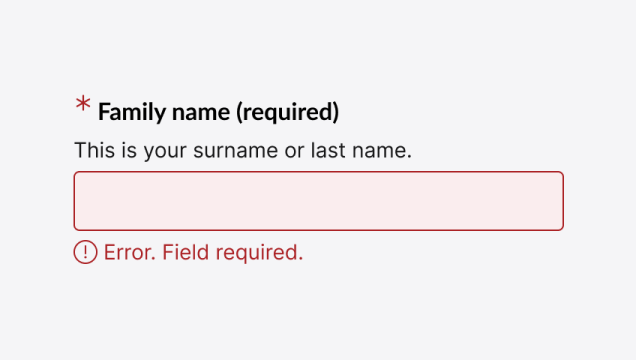 * Family name (required)
This is your surname or last name.
Error. Field required.